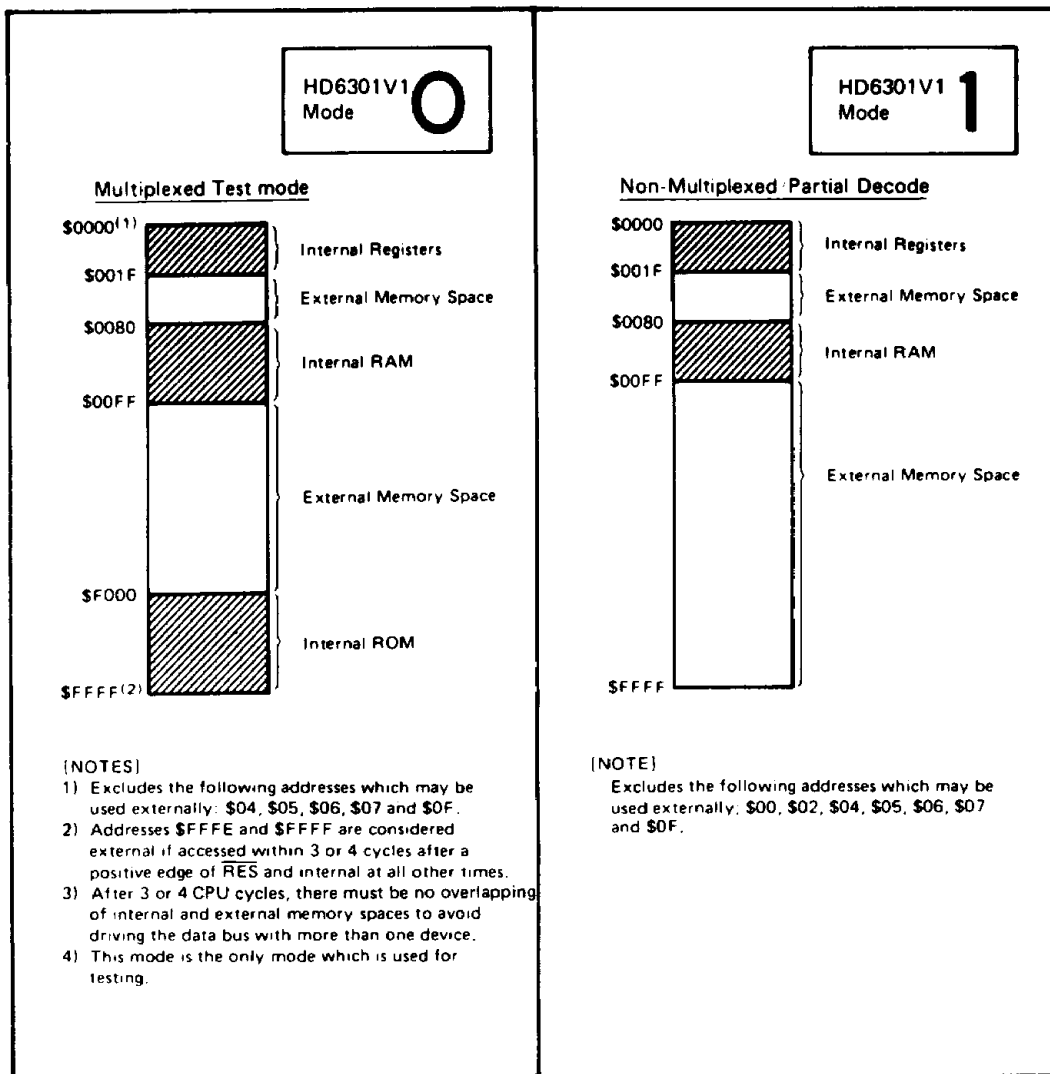 HD6301V1
Mode 0
Multiplexed Test mode
$0000(1)
Internal Registers
$001F
External Memory Space
$0080
Internal RAM
$00FF
External Memory Space
$F000
Internal ROM
$FFFF(2)
[NOTES]
1) Excludes the following addresses which may be
used externally: $04, $05, $06, $07 and $0F.
2) Addresses $FFFE and $FFFF are considered
external if accessed within 3 or 4 cycles after a
positive edge of RES and internal at all other times.
3) After 3 or 4 CPU cycles, there must be no overlapping
of internal and external memory spaces to avoid
driving the data bus with more than one device.
4) This mode is the only mode which is used for
testing.
HD6301V1
Mode 1
Non-Multiplexed Partial Decode
$0000
Internal Registers
$001F
External Memory Space
$0080
Internal RAM
$00FF
External Memory Space
$FFFF
[NOTE]
Excludes the following addresses which may be
used externally; $00, $02, $04, $05, $06, $07
and $0F.